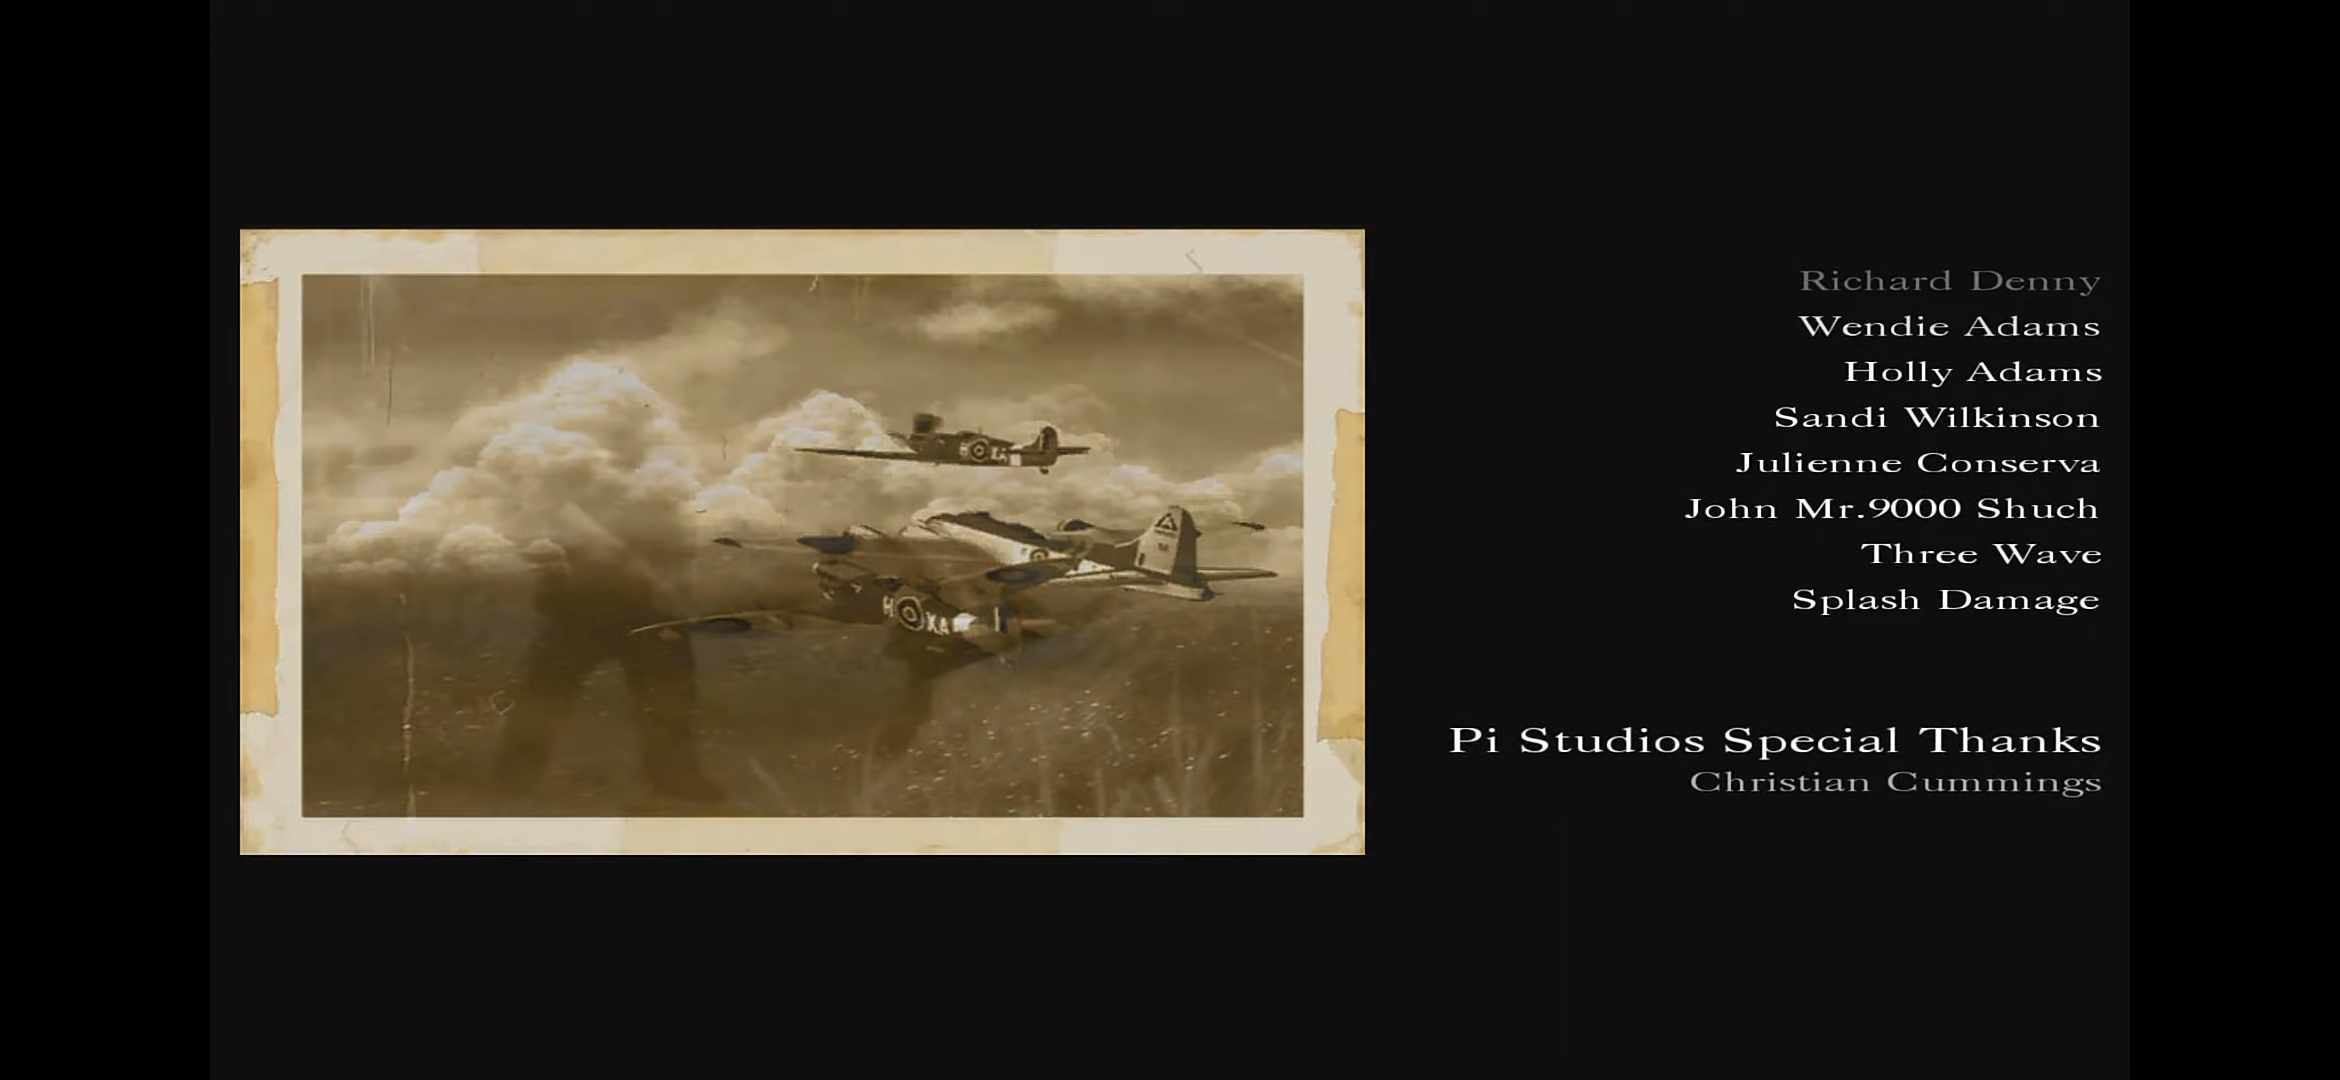 Richard Denny
Wendie Adams
Holly Adams
Sandi Wilkinson
Julienne Conserva
John Mr.9000 Shuch
Three Wave
Splash Damage
Pi Studios Special Thanks
Christian Cummings
H XA